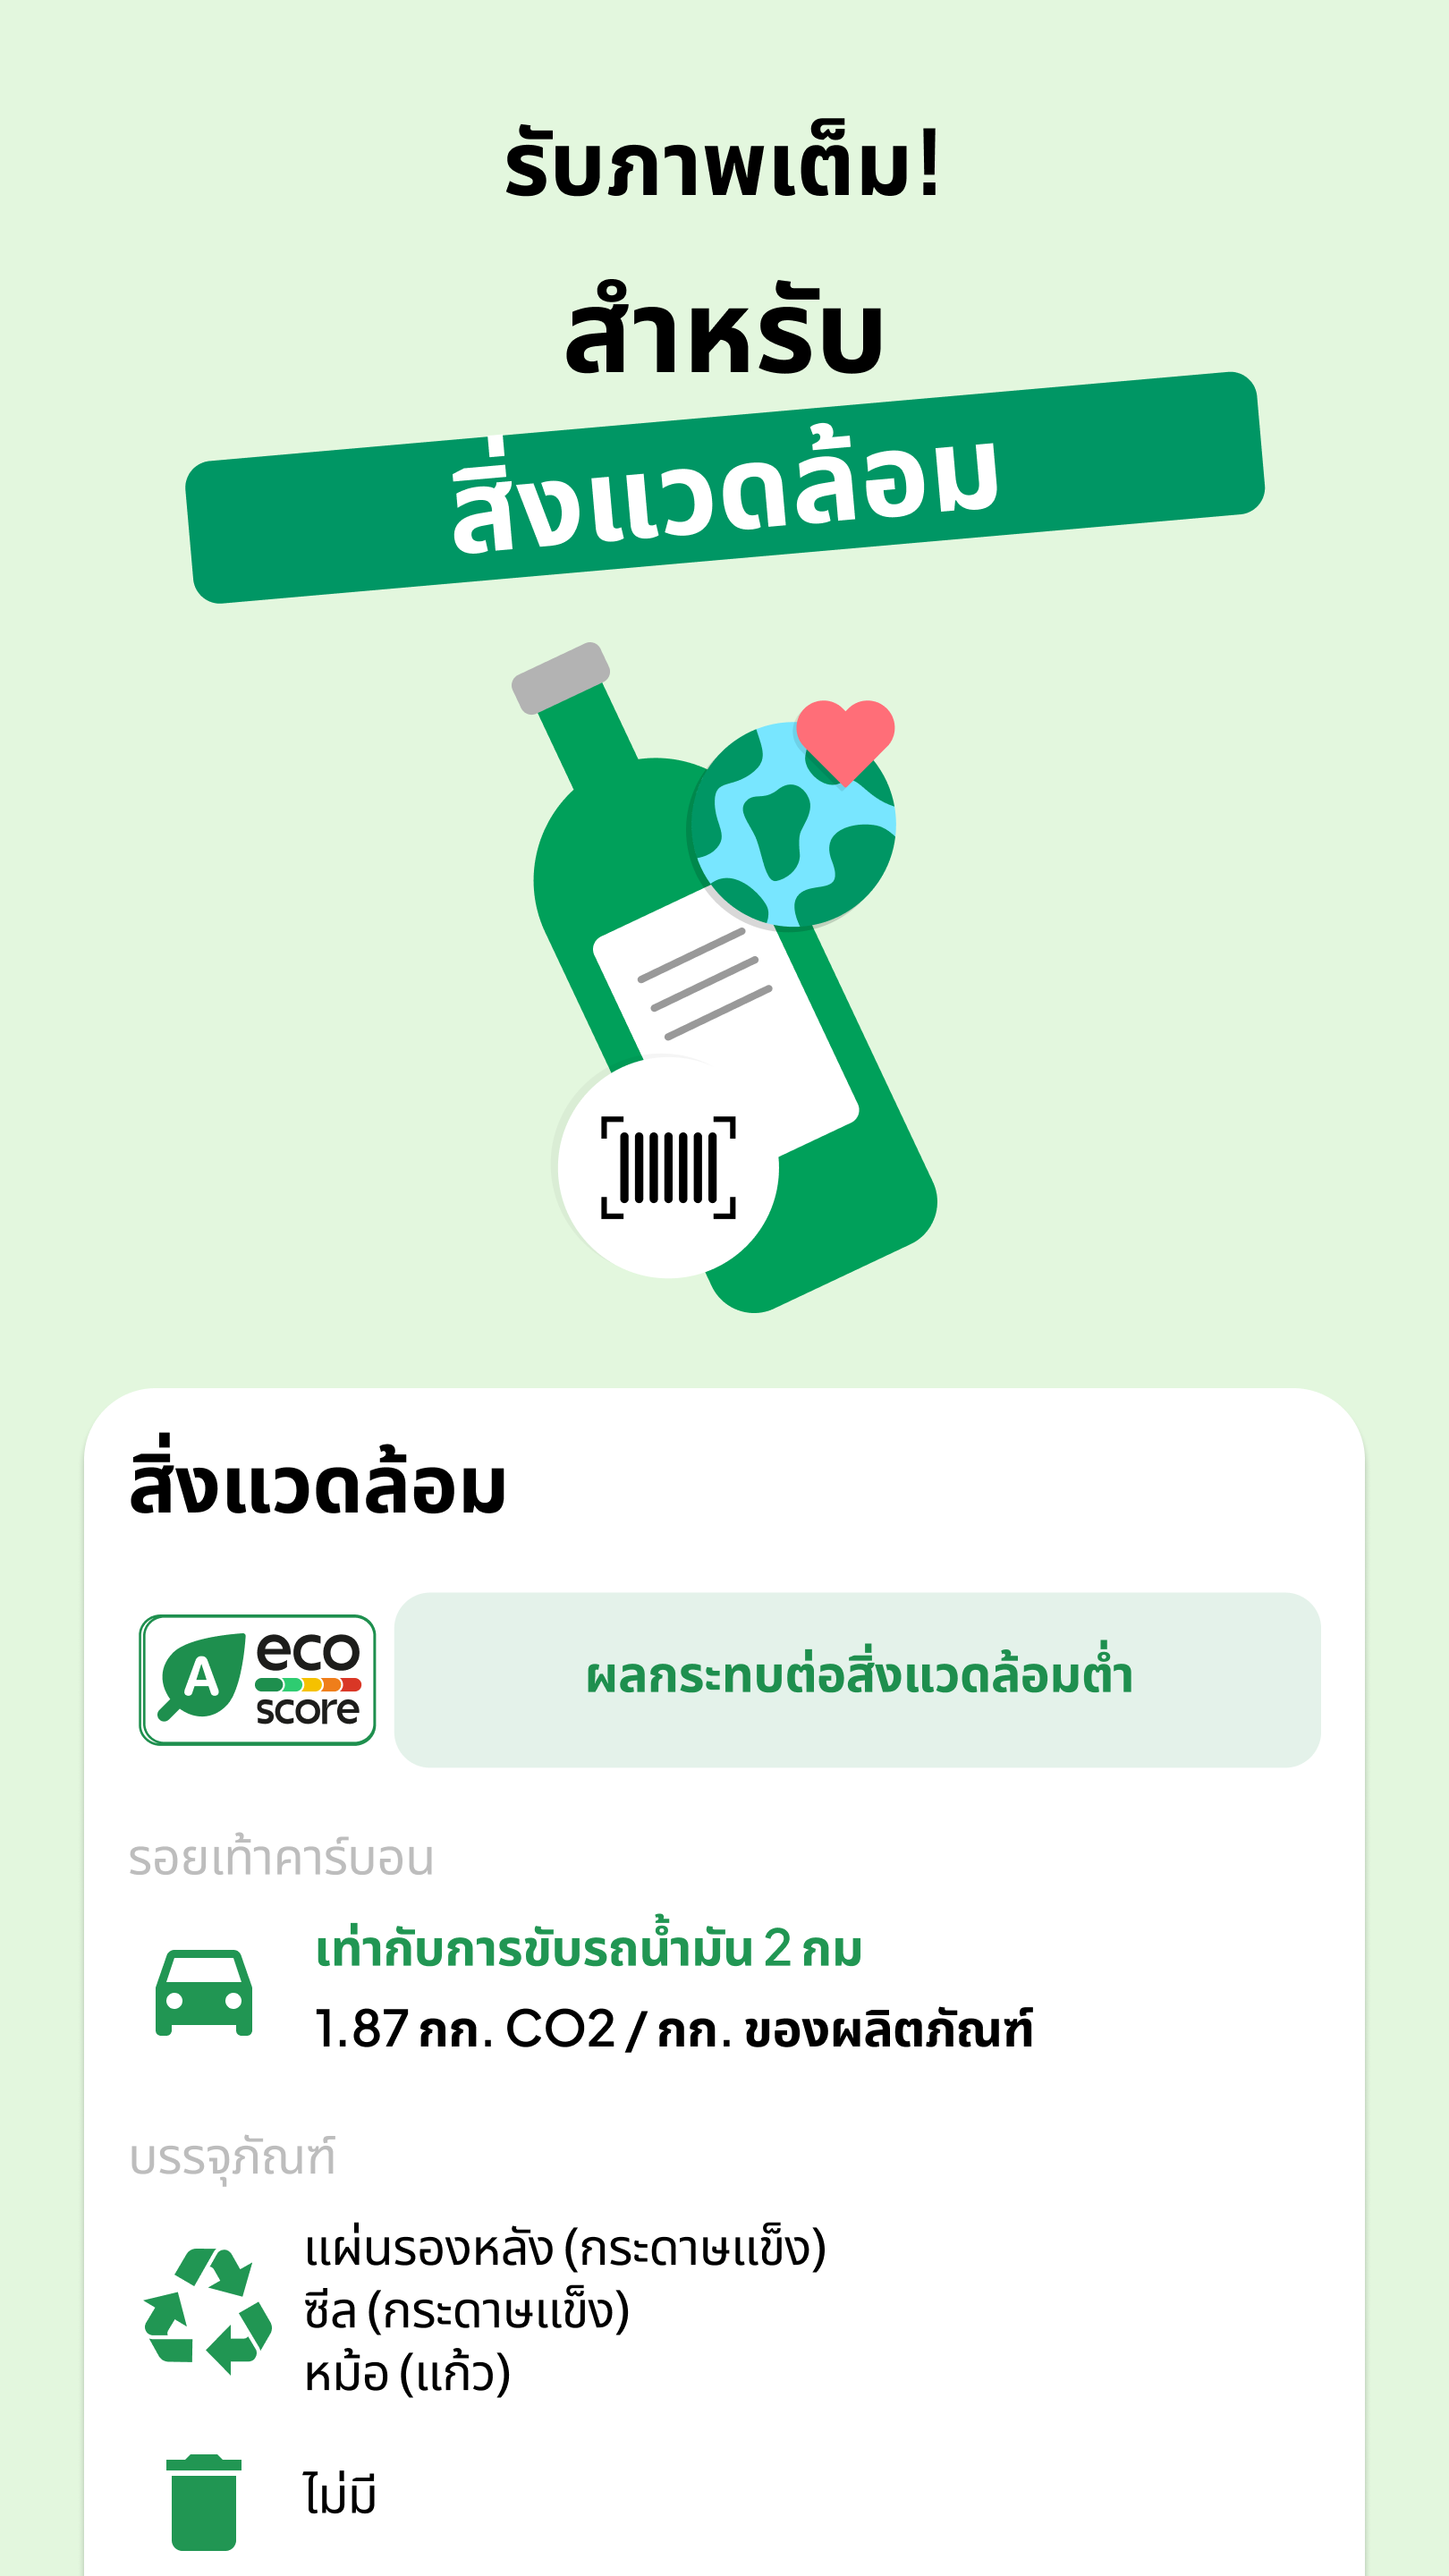 รับภาพเต็ม!
สำหรับ
สิ่งแวดล้อม
สิ่งแวดล้อม
A eco
score
ผลกระทบต่อสิ่งแวดล้อมต่ำ
รอยเท้าคาร์บอน
เท่ากับการขับรถน้ำมัน 2 กม
1.87 กก. CO2 / กก. ของผลิตภัณฑ์
บรรจุภัณฑ์
แผ่นรองหลัง (กระดาษแข็ง)
ซีล (กระดาษแข็ง)
หม้อ (แก้ว)
ไม่มี